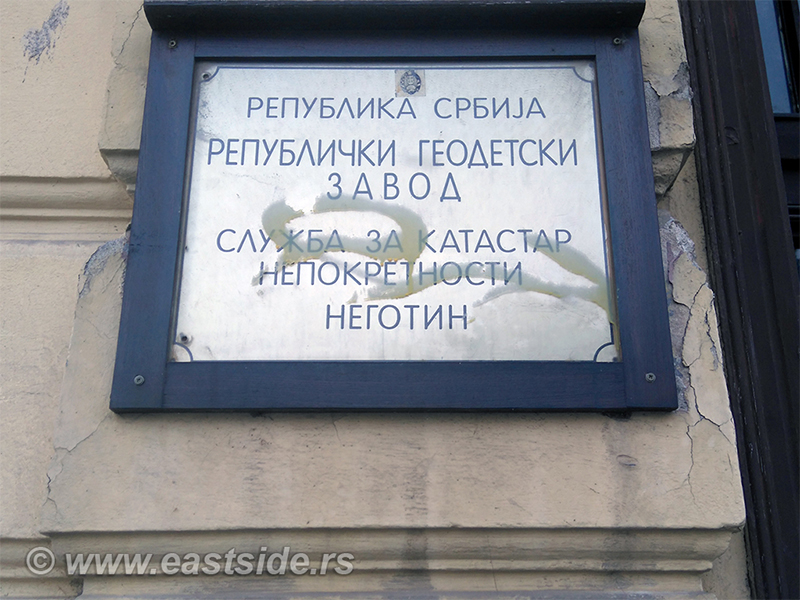 РЕПУБЛИКА СРБИЈА
РЕПУБЛИЧКИ ГЕОДЕТСКИ
ЗАВОД
СЛУЖБА ЗА КАТАСТАР
НЕПОКРЕТНОСТИ
НЕГОТИН
© www.eastside.rs